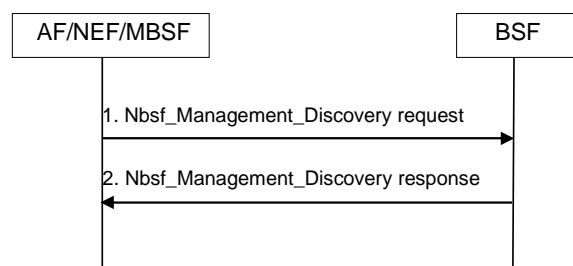 AF/NEF/MBSF
BSF
1. Nbsf_Management_Discovery request
2. Nbsf_Management_Discovery response